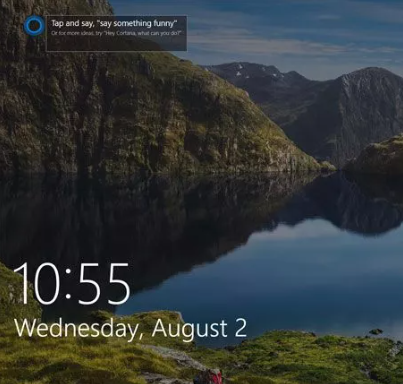 Tap and say, "say something funny"
Or for more ideas, try "Hey Cortana, what can you do?"
10:55
Wednesday, August 2